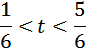 1/6 < t < 5/6